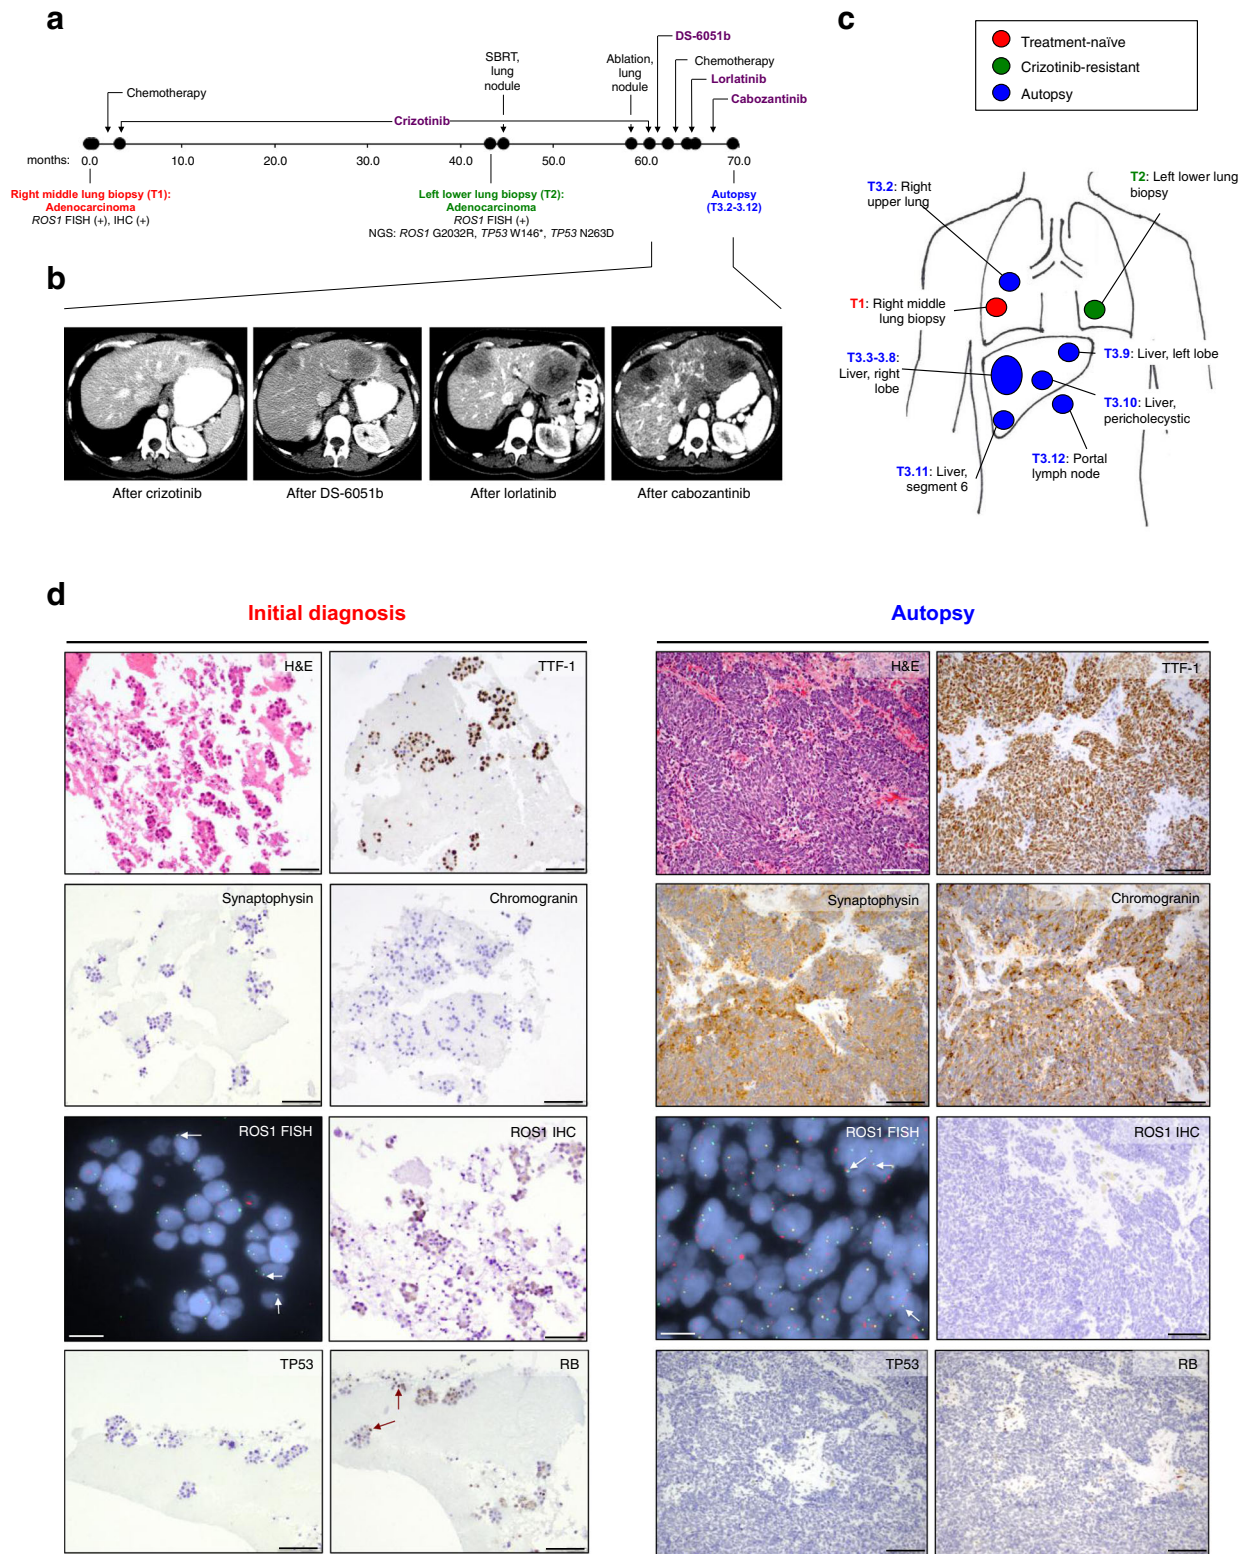 a
DS-6051b
SBRT,
lung
nodule
Ablation,
lung
nodule
Chemotherapy
Lorlatinib
Chemotherapy
Cabozantinib
Crizotinib
months:
0.0
10.0
20.0
30.0
40.0
50.0
60.0
70.0
Right middle lung biopsy (T1):
Adenocarcinoma
ROS1 FISH (+), IHC (+)
Left lower lung biopsy (T2):
Adenocarcinoma
ROS1 FISH (+)
NGS: ROS1 G2032R, TP53 W146*, TP53 N263D
Autopsy
(T3.2-3.12)
b
After crizotinib
After DS-6051b
After lorlatinib
After cabozantinib
c
Treatment-naïve
Crizotinib-resistant
Autopsy
T3.2: Right
upper lung
T2: Left lower lung
biopsy
T1: Right middle
lung biopsy
T3.3-3.8:
Liver, right
lobe
T3.9: Liver, left lobe
T3.10: Liver,
pericholecystic
T3.11: Liver,
segment 6
T3.12: Portal
lymph node
d
Initial diagnosis
Autopsy
H&E
TTF-1
H&E
TTF-1
Synaptophysin
Chromogranin
Synaptophysin
Chromogranin
ROS1 FISH
ROS1 IHC
ROS1 FISH
ROS1 IHC
TP53
RB
TP53
RB